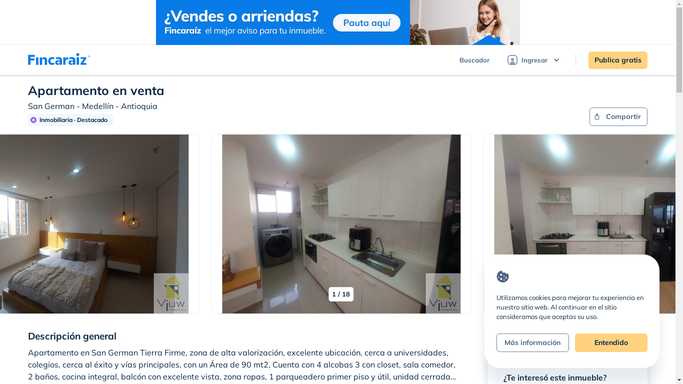 ¿Vendes o arriendas?
Fincaraíz el mejor aviso para tu inmueble.
Pauta aquí
Fincaraíz
Buscador
Ingresar
Publica gratis
Apartamento en venta
San German - Medellín - Antioquia
Inmobiliaria · Destacado
Compartir
Viuw
Viuw
1 / 18
Utilizamos cookies para mejorar tu experiencia en
nuestro sitio web. Al continuar en el sitio
consideramos que aceptas su uso.
Más información
Entendido
Descripción general
Apartamento en San German Tierra Firme, zona de alta valorización, excelente ubicación, cerca a universidades,
colegios, cerca al éxito y vías principales. con un Área de 90 mt2, Cuenta con 4 alcobas 3 con closet, sala comedor,
2 baños, cocina integral, balcón con excelente vista, zona ropas, 1 parqueadero primer piso y útil, unidad cerrada...
¿Te interesó este inmueble?